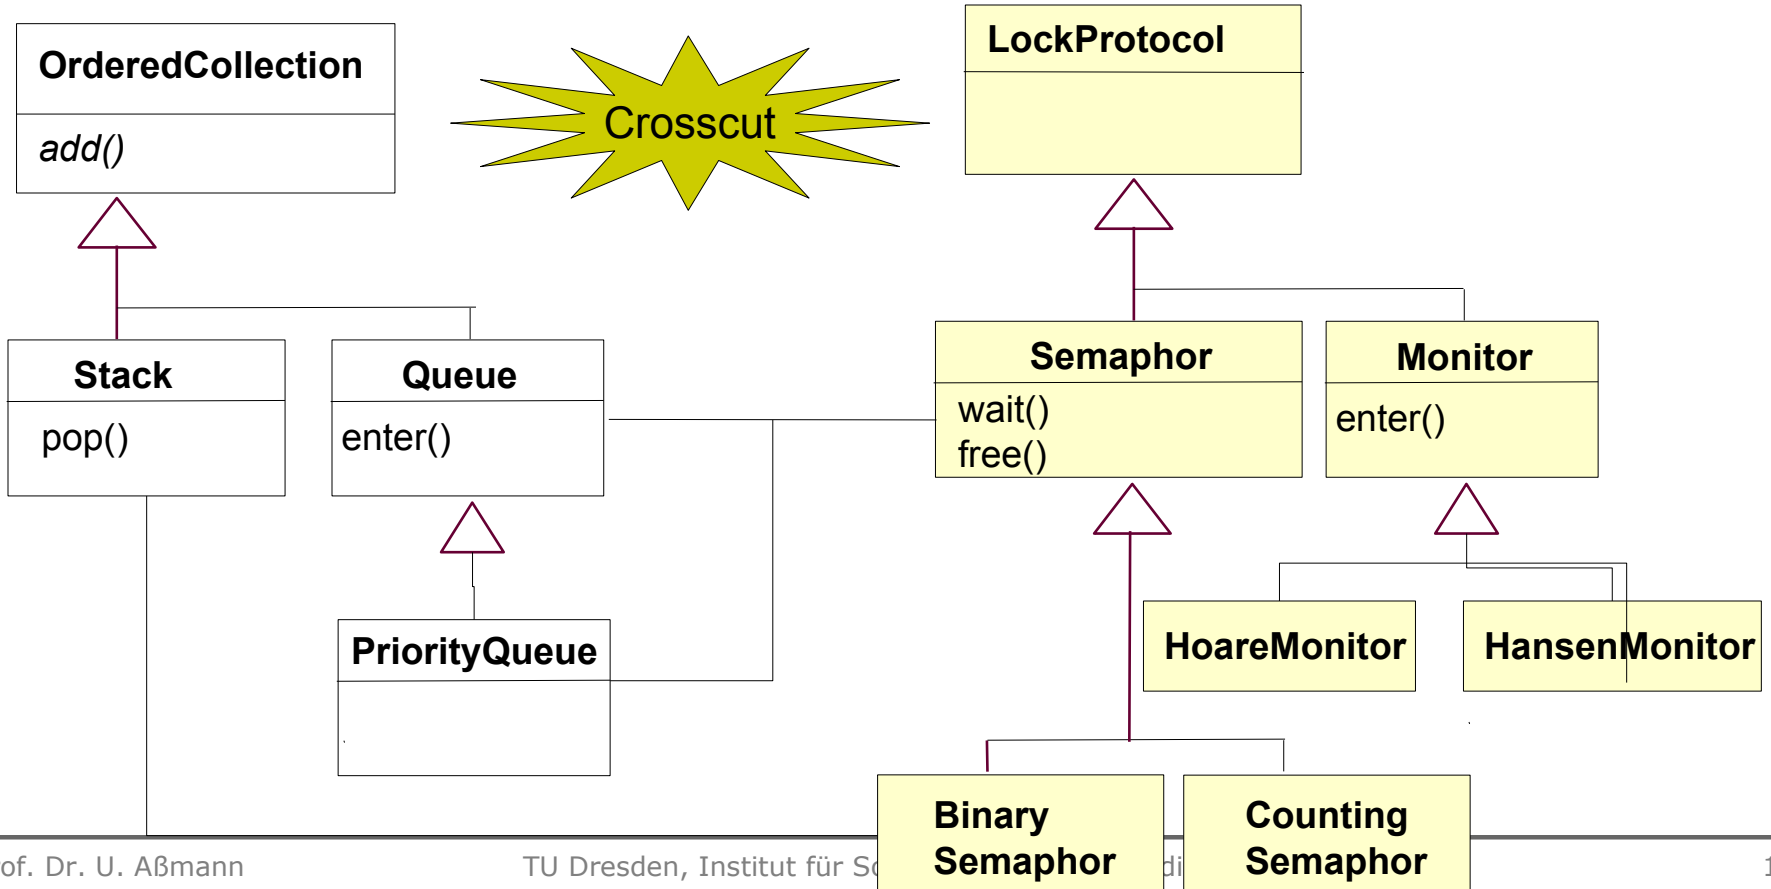 OrderedCollection
add()
Crosscut
LockProtocol
Stack
pop()
Queue
enter()
Semaphor
wait()
free()
Monitor
enter()
PriorityQueue
HoareMonitor
HansenMonitor
Binary
Semaphor
Counting
Semaphor
of. Dr. U. Aßmann
TU Dresden, Institut für
1